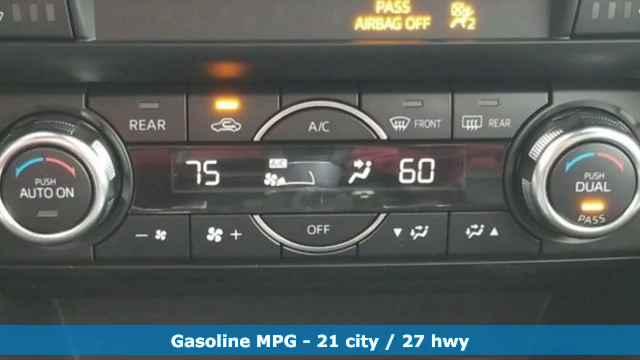 PASS
AIRBAG OFF
2
REAR
A/C
FRONT
REAR
PUSH
AUTO ON
75
A/C
60
PUSH
DUAL
PASS
-
+
OFF
Gasoline MPG - 21 city / 27 hwy